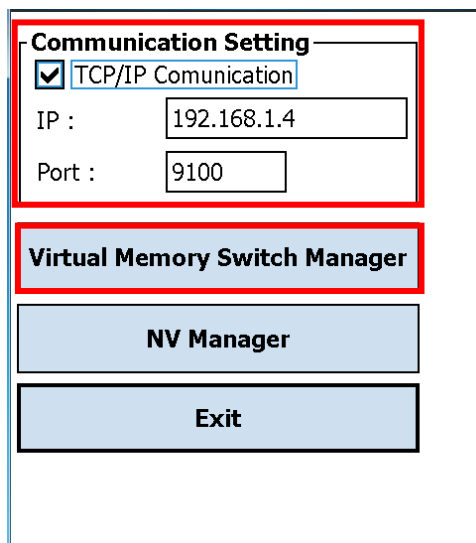 Communication Setting
TCP/IP Comunication
IP : 192.168.1.4
Port : 9100
Virtual Memory Switch Manager
NV Manager
Exit